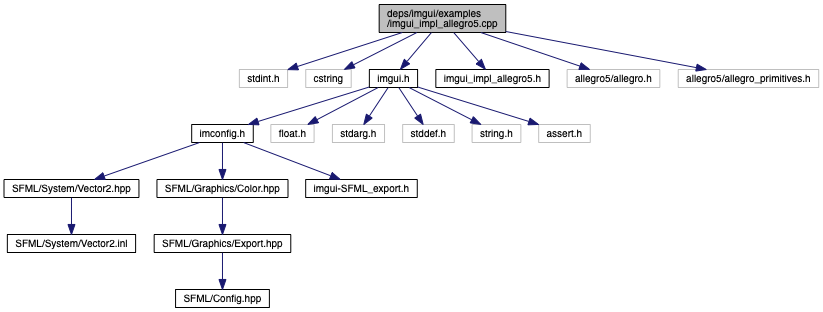 deps/imgui/examples
/imgui_impl_allegro5.cpp
stdint.h
cstring
imgui.h
imgui_impl_allegro5.h
allegro5/allegro.h
allegro5/allegro_primitives.h
imconfig.h
float.h
stdarg.h
stddef.h
string.h
assert.h
SFML/System/Vector2.hpp
SFML/Graphics/Color.hpp
imgui-SFML_export.h
SFML/System/Vector2.inl
SFML/Graphics/Export.hpp
SFML/Config.hpp